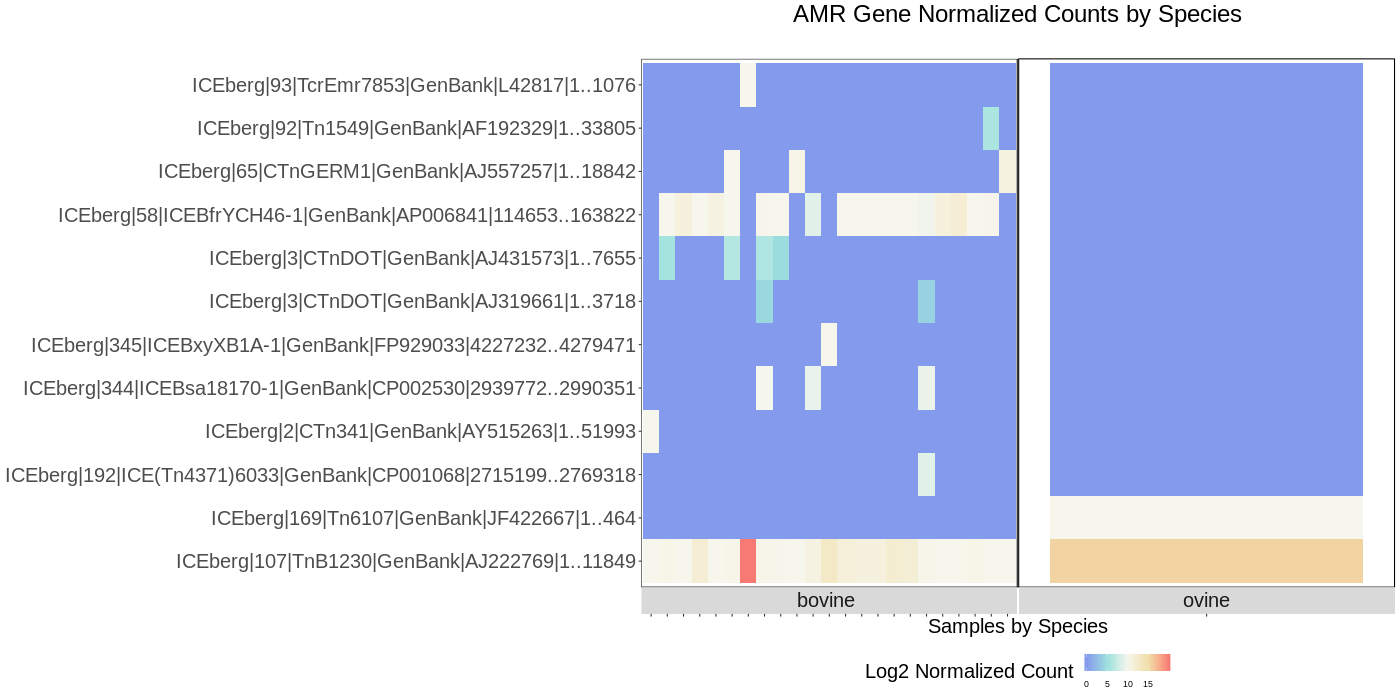 AMR Gene Normalized Counts by Species
ICEberg|93|TcrEmr7853|GenBank|L42817|1..1076
ICEberg|92|Tn1549|GenBank|AF192329|1..33805
ICEberg|65|CTnGERM1|GenBank|AJ557257|1..18842
ICEberg|58|ICEBfrYCH46-1|GenBank|AP006841|114653..163822
ICEberg|3|CTnDOT|GenBank|AJ431573|1..7655
ICEberg|3|CTnDOT|GenBank|AJ319661|1..3718
ICEberg|345|ICEBxyXB1A-1|GenBank|FP929033|4227232..4279471
ICEberg|344|ICEBsa18170-1|GenBank|CP002530|2939772..2990351
ICEberg|2|CTn341|GenBank|AY515263|1..51993
ICEberg|192|ICE(Tn4371)6033|GenBank|CP001068|2715199..2769318
ICEberg|169|Tn6107|GenBank|JF422667|1..464
ICEberg|107|TnB1230|GenBank|AJ222769|1..11849
bovine ovine
Samples by Species
Log2 Normalized Count
0 5 10 15